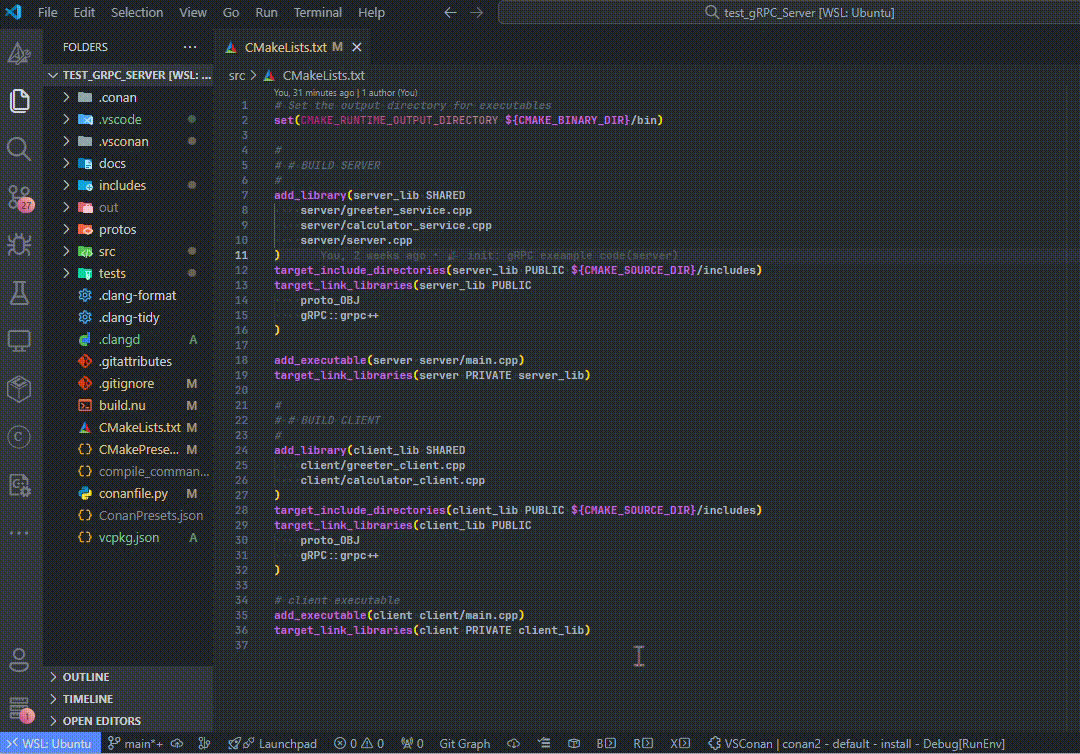 File Edit Selection View Go Run Terminal Help
test_gRPC_Server [WSL: Ubuntu]
FOLDERS
TEST_GRPC_SERVER [WSL: ...
.conan
.vscode
.vsconan
docs
includes
out
protos
src
tests
.clang-format
.clang-tidy
.clangd A
.gitattributes
.gitignore M
build.nu M
CMakeLists.txt M
CMakePrese... M
compile_comman...
conanfile.py M
ConanPresets.json
vcpkg.json A
OUTLINE
TIMELINE
OPEN EDITORS
27
1
CMakeLists.txt M
src > CMakeLists.txt
You, 31 minutes ago | 1 author (You)
1 # Set the output directory for executables
2 set(CMAKE_RUNTIME_OUTPUT_DIRECTORY ${CMAKE_BINARY_DIR}/bin)
3
4 #
5 # # BUILD SERVER
6 #
7 add_library(server_lib SHARED
8 server/greeter_service.cpp
9 server/calculator_service.cpp
10 server/server.cpp
11 ) You, 2 weeks ago • 🎉 init: gRPC exeample code(server)
12 target_include_directories(server_lib PUBLIC ${CMAKE_SOURCE_DIR}/includes)
13 target_link_libraries(server_lib PUBLIC
14 proto_OBJ
15 gRPC::grpc++
16 )
17
18 add_executable(server server/main.cpp)
19 target_link_libraries(server PRIVATE server_lib)
20
21 #
22 # # BUILD CLIENT
23 #
24 add_library(client_lib SHARED
25 client/greeter_client.cpp
26 client/calculator_client.cpp
27 )
28 target_include_directories(client_lib PUBLIC ${CMAKE_SOURCE_DIR}/includes)
29 target_link_libraries(client_lib PUBLIC
30 proto_OBJ
31 gRPC::grpc++
32 )
33
34 # client executable
35 add_executable(client client/main.cpp)
36 target_link_libraries(client PRIVATE client_lib)
37
WSL: Ubuntu main*+ Launchpad 0 0 0 Git Graph B R X VSConan | conan2 - default - install - Debug[RunEnv]